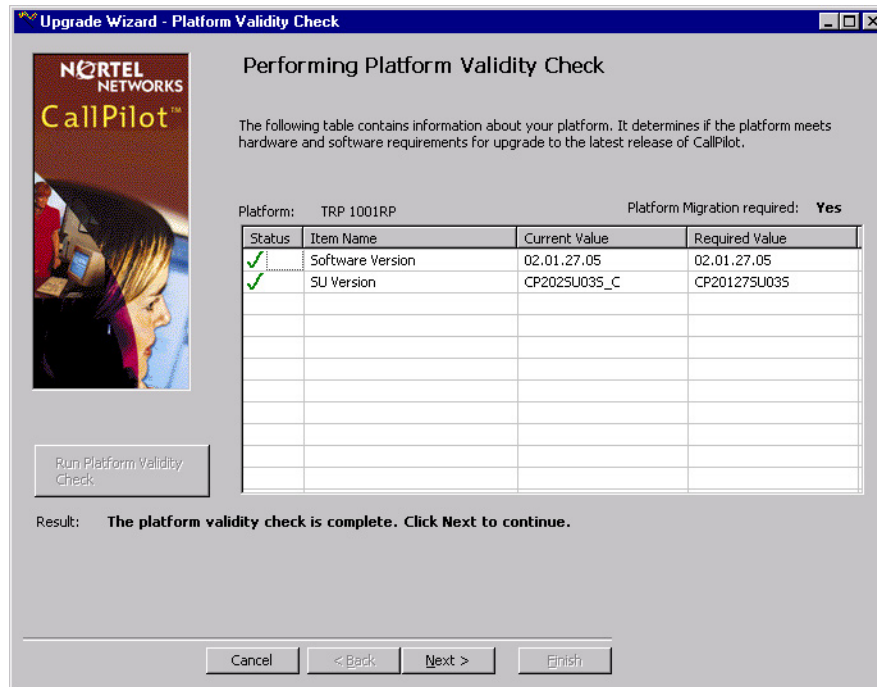 Upgrade Wizard - Platform Validity Check
NORTEL
NETWORKS
CallPilot™
Performing Platform Validity Check
The following table contains information about your platform. It determines if the platform meets
hardware and software requirements for upgrade to the latest release of CallPilot.
Platform: TRP 1001RP Platform Migration required: Yes
Status Item Name Current Value Required Value
Software Version 02.01.27.05 02.01.27.05
SU Version CP202SU03S_C CP20127SU03S
Run Platform Validity
Check
Result: The platform validity check is complete. Click Next to continue.
Cancel < Back Next > Finish